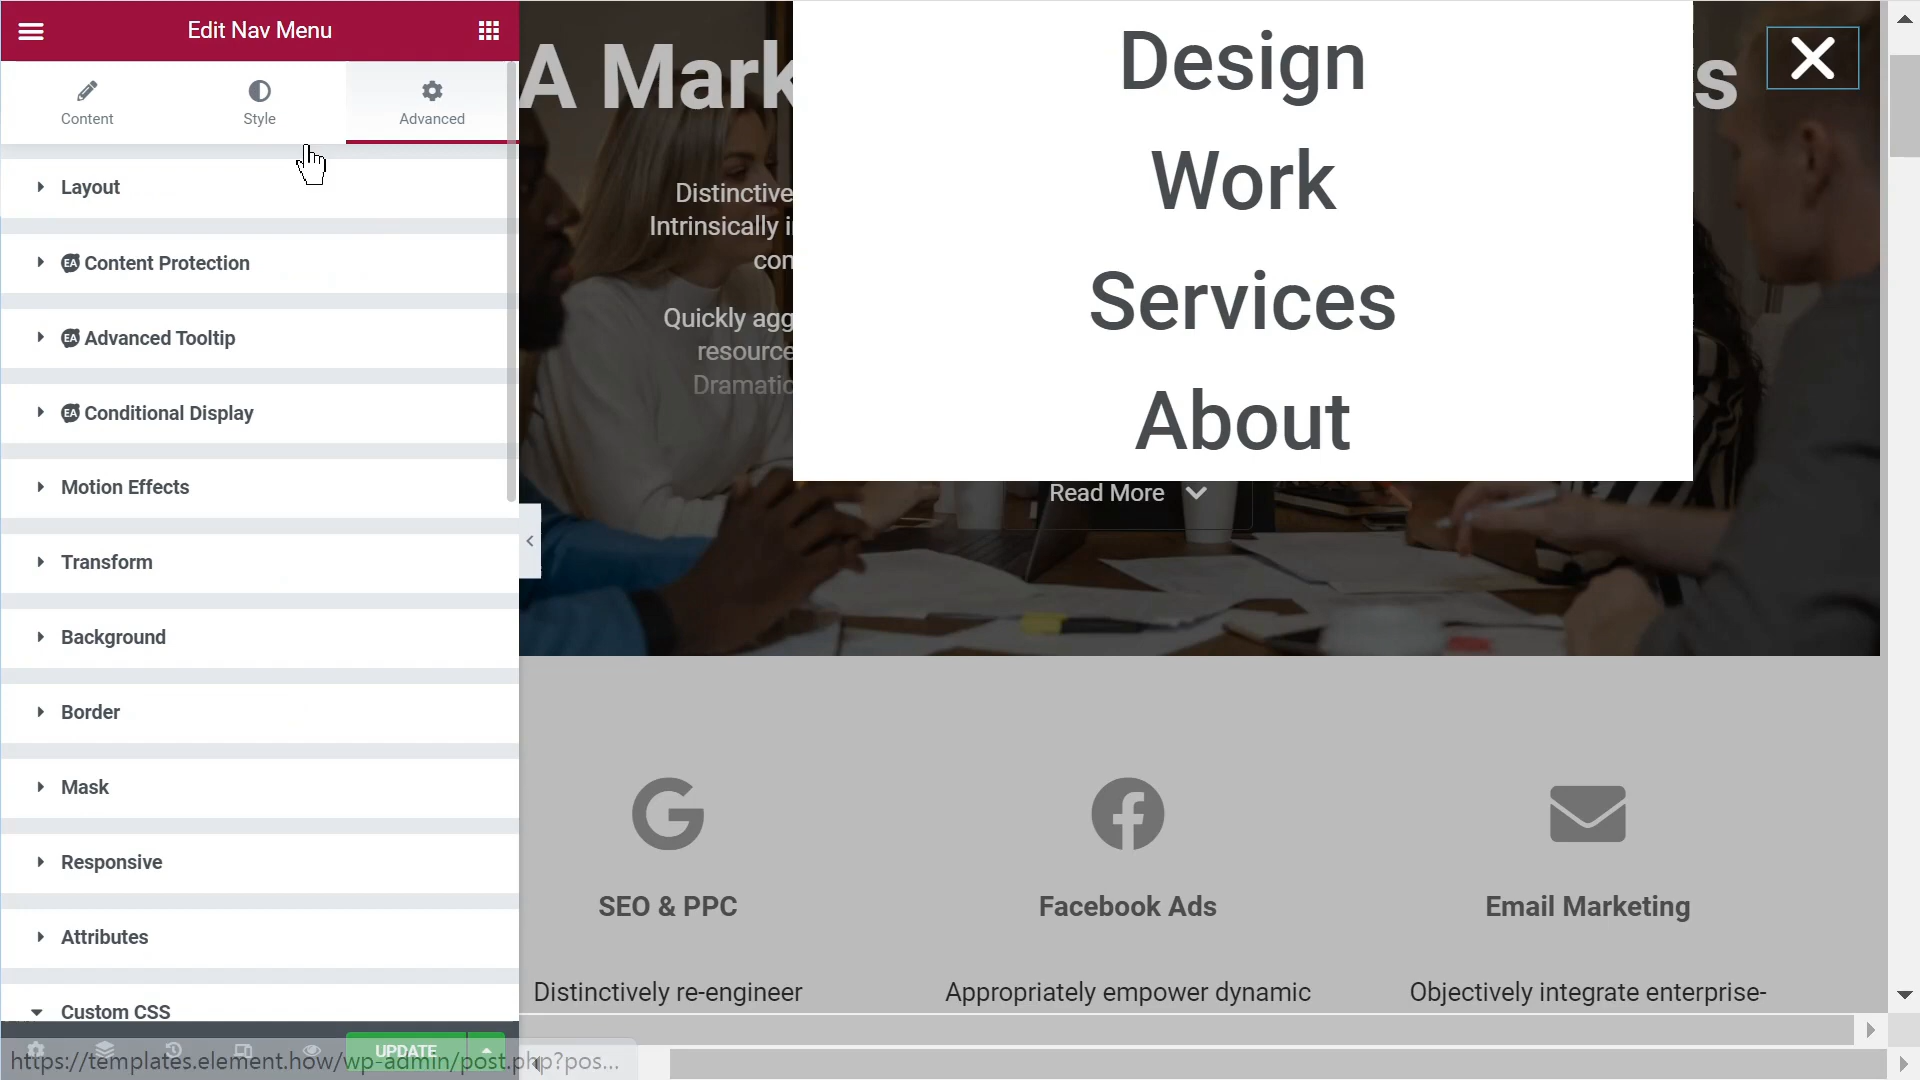 Edit Nav Menu
Content
Style
Advanced
Layout
EA Content Protection
EA Advanced Tooltip
EA Conditional Display
Motion Effects
Transform
Background
Border
Mask
Responsive
Attributes
Custom CSS
UPDATE
https://templates.element.how/wp-admin/post.php?pos...
A Mark
s
Distinctive
Intrinsically i
con
Quickly agg
resource
Dramatic
Design
Work
Services
About
Read More
SEO & PPC
Facebook Ads
Email Marketing
Distinctively re-engineer
Appropriately empower dynamic
Objectively integrate enterprise-